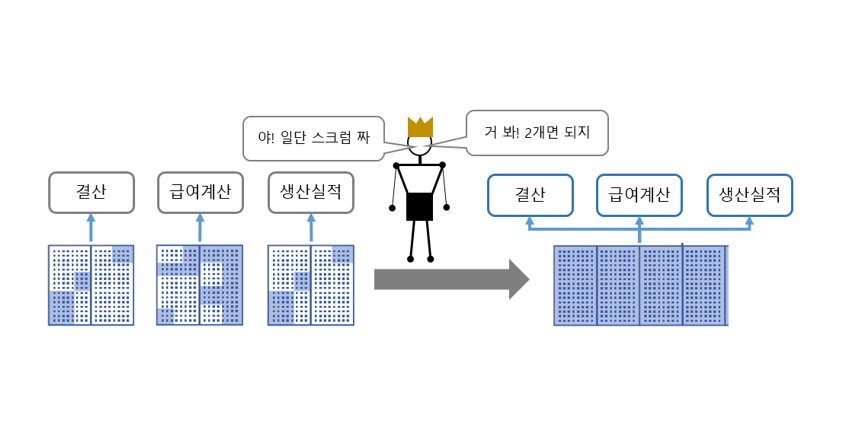 야! 일단 스크럼 짜
거 봐! 2개면 되지
결산
급여계산
생산실적
결산
급여계산
생산실적